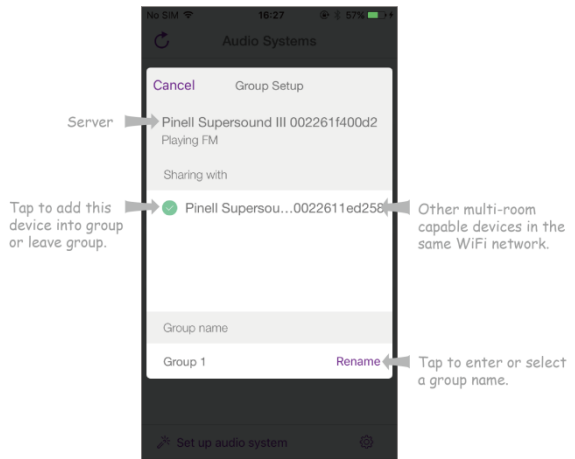 No SIM 16:27 57%
Audio Systems
Cancel Group Setup
Server
Pinell Supersound III 002261f400d2
Playing FM
Sharing with
Tap to add this
device into group
or leave group.
Pinell Supersou...0022611ed258
Other multi-room
capable devices in the
same WiFi network.
Group name
Group 1 Rename
Tap to enter or select
a group name.
Set up audio system